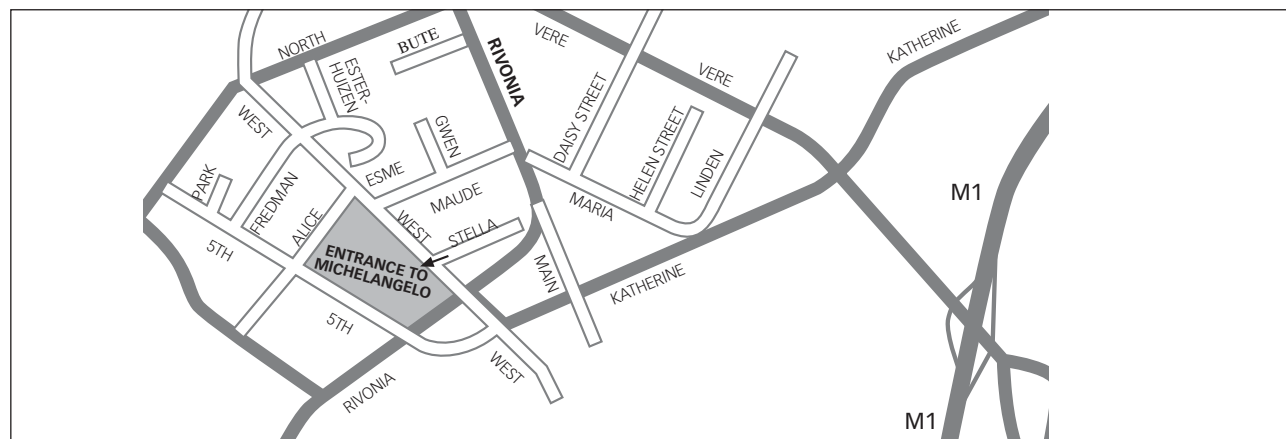 NORTH
BUTE
RIVONIA
VERE
KATHERINE
ESTER-
HUIZEN
VERE
WEST
GWEN
DAISY STREET
HELEN STREET
LINDEN
PARK
FREDMAN
ESME
MAUDE
MARIA
M1
ALICE
WEST
STELLA
5TH
ENTRANCE TO
MICHELANGELO
MAIN
KATHERINE
5TH
WEST
RIVONIA
M1